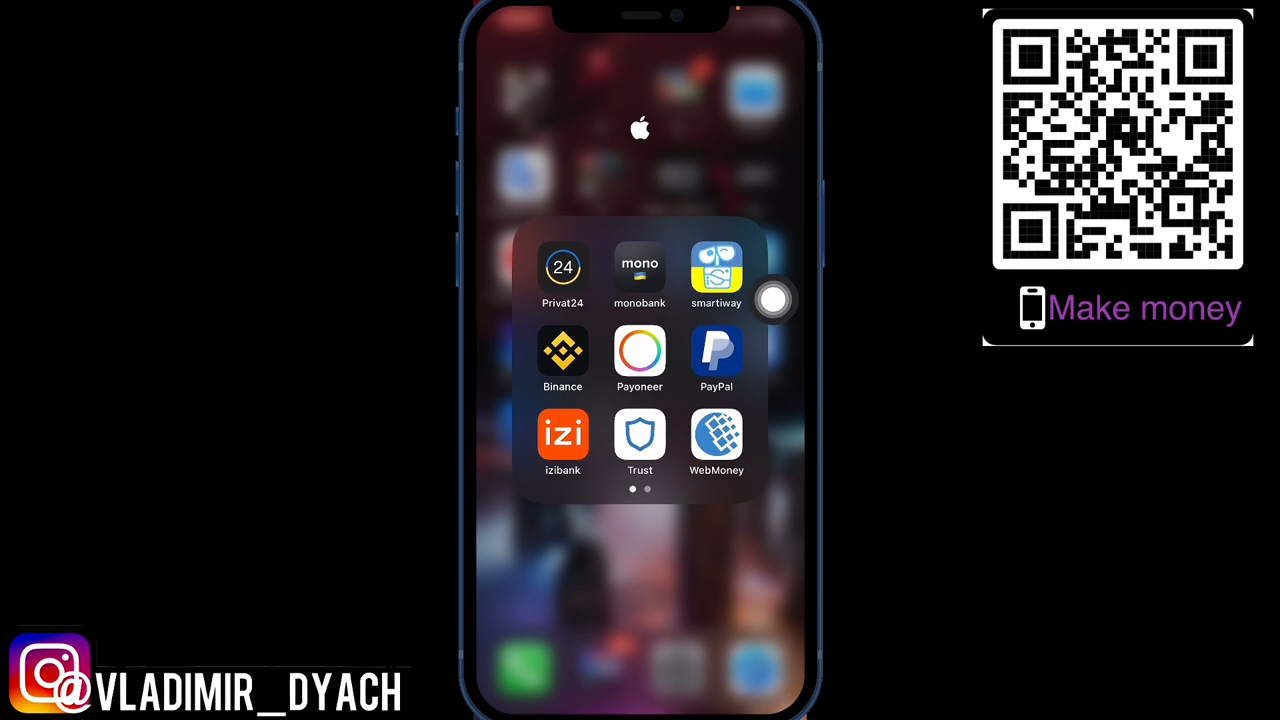 24
mono
Privat24 monobank smartiway
Binance Payoneer PayPal
izi
izibank Trust WebMoney
Make money
@VLADIMIR_DYACH